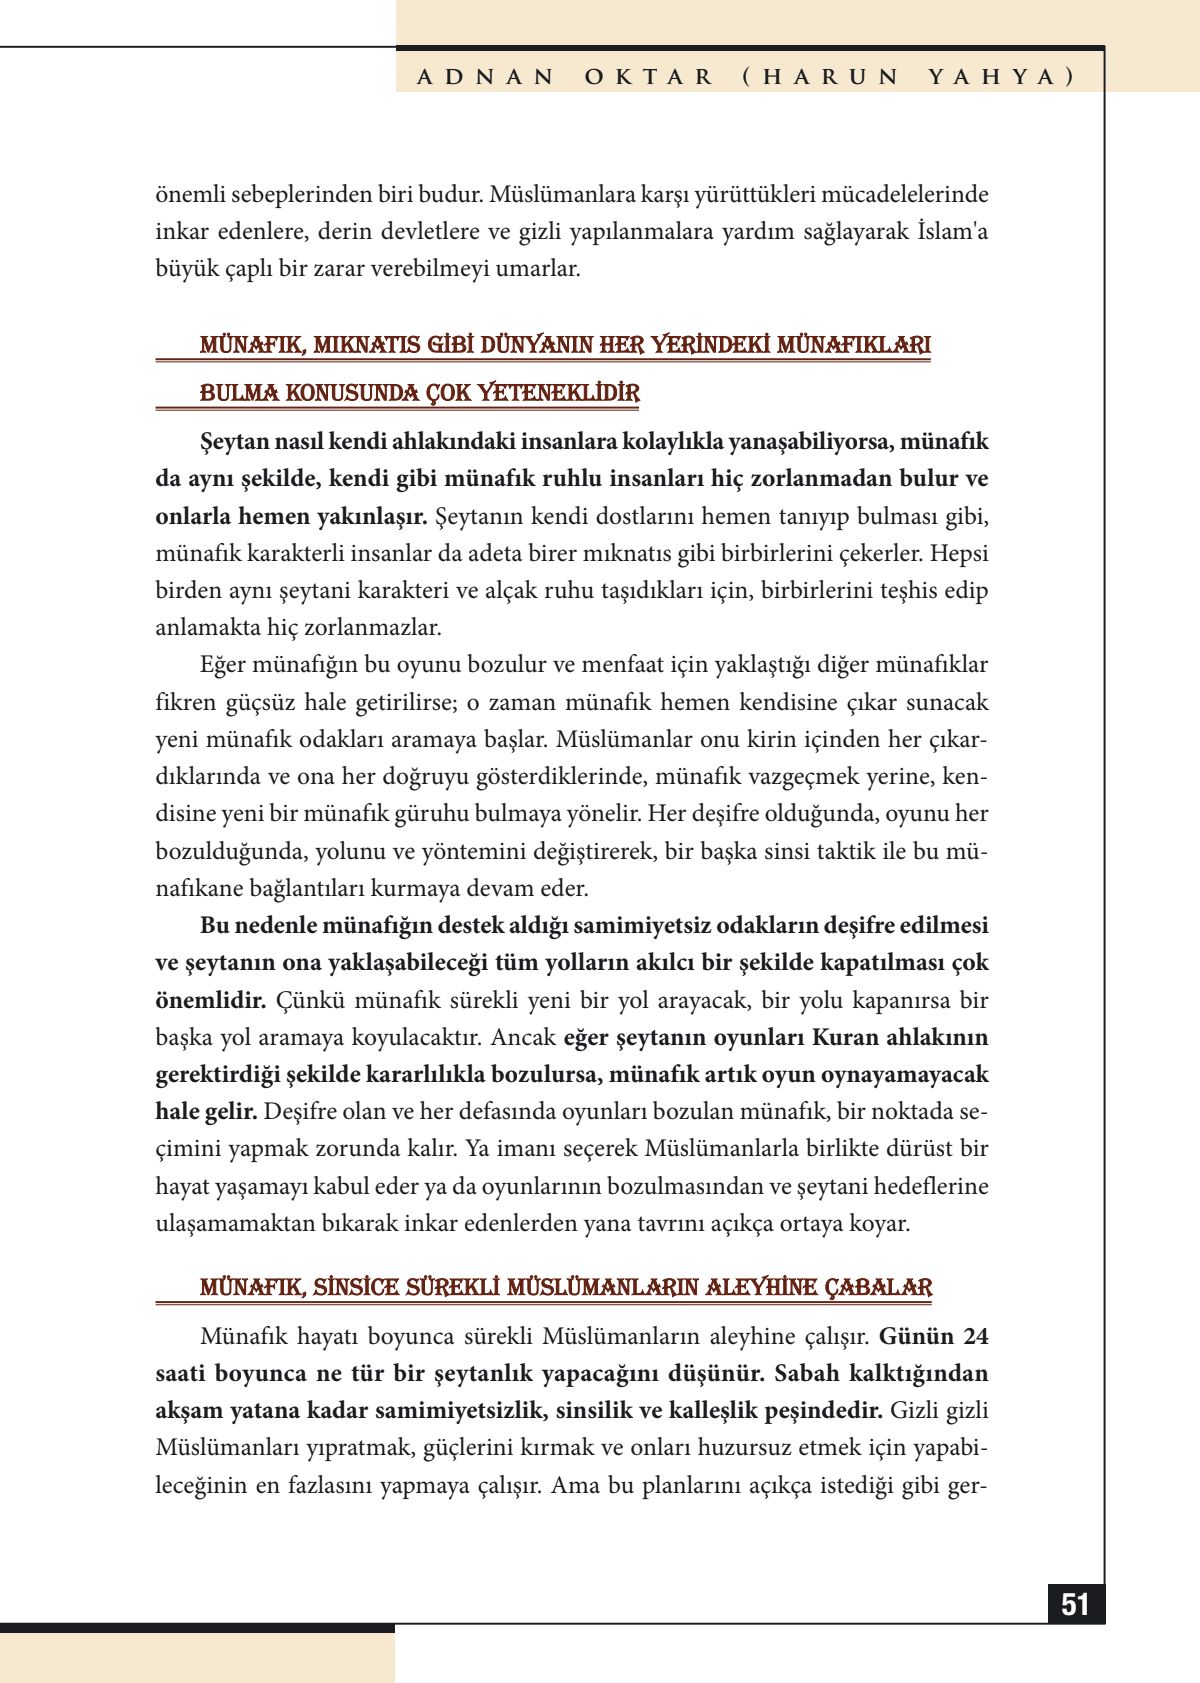 ADNAN OKTAR (HARUN YAHYA)
önemli sebeplerinden biri budur. Müslümanlara karşı yürüttükleri mücadelelerinde
inkar edenlere, derin devletlere ve gizli yapılanmalara yardım sağlayarak İslam'a
büyük çaplı bir zarar verebilmeyi umarlar.
MÜNAFIK, MIKNATIS GİBİ DÜNYANIN HER YERİNDEKİ MÜNAFIKLARI
BULMA KONUSUNDA ÇOK YETENEKLİDİR
Şeytan nasıl kendi ahlakındaki insanlara kolaylıkla yanaşabiliyorsa, münafık
da aynı şekilde, kendi gibi münafık ruhlu insanları hiç zorlanmadan bulur ve
onlarla hemen yakınlaşır. Şeytanın kendi dostlarını hemen tanıyıp bulması gibi,
münafık karakterli insanlar da adeta birer mıknatıs gibi birbirlerini çekerler. Hepsi
birden aynı şeytani karakteri ve alçak ruhu taşıdıkları için, birbirlerini teşhis edip
anlamakta hiç zorlanmazlar.
Eğer münafığın bu oyunu bozulur ve menfaat için yaklaştığı diğer münafıklar
fikren güçsüz hale getirilirse; o zaman münafık hemen kendisine çıkar sunacak
yeni münafık odakları aramaya başlar. Müslümanlar onu kirin içinden her çıkar-
dıklarında ve ona her doğruyu gösterdiklerinde, münafık vazgeçmek yerine, ken-
disine yeni bir münafık güruhu bulmaya yönelir. Her deşifre olduğunda, oyunu her
bozulduğunda, yolunu ve yöntemini değiştirerek, bir başka sinsi taktik ile bu mü-
nafıkane bağlantıları kurmaya devam eder.
Bu nedenle münafığın destek aldığı samimiyetsiz odakların deşifre edilmesi
ve şeytanın ona yaklaşabileceği tüm yolların akılcı bir şekilde kapatılması çok
önemlidir. Çünkü münafık sürekli yeni bir yol arayacak, bir yolu kapanırsa bir
başka yol aramaya koyulacaktır. Ancak eğer şeytanın oyunları Kuran ahlakının
gerektirdiği şekilde kararlılıkla bozulursa, münafık artık oyun oynayamayacak
hale gelir. Deşifre olan ve her defasında oyunları bozulan münafık, bir noktada se-
çimini yapmak zorunda kalır. Ya imanı seçerek Müslümanlarla birlikte dürüst bir
hayat yaşamayı kabul eder ya da oyunlarının bozulmasından ve şeytani hedeflerine
ulaşamamaktan bıkarak inkar edenlerden yana tavrını açıkça ortaya koyar.
MÜNAFIK, SİNSİCE SÜREKLİ MÜSLÜMANLARIN ALEYHİNE ÇABALAR
Münafık hayatı boyunca sürekli Müslümanların aleyhine çalışır. Günün 24
saati boyunca ne tür bir şeytanlık yapacağını düşünür. Sabah kalktığından
akşam yatana kadar samimiyetsizlik, sinsilik ve kalleşlik peşindedir. Gizli gizli
Müslümanları yıpratmak, güçlerini kırmak ve onları huzursuz etmek için yapabi-
leceğinin en fazlasını yapmaya çalışır. Ama bu planlarını açıkça istediği gibi ger-
51